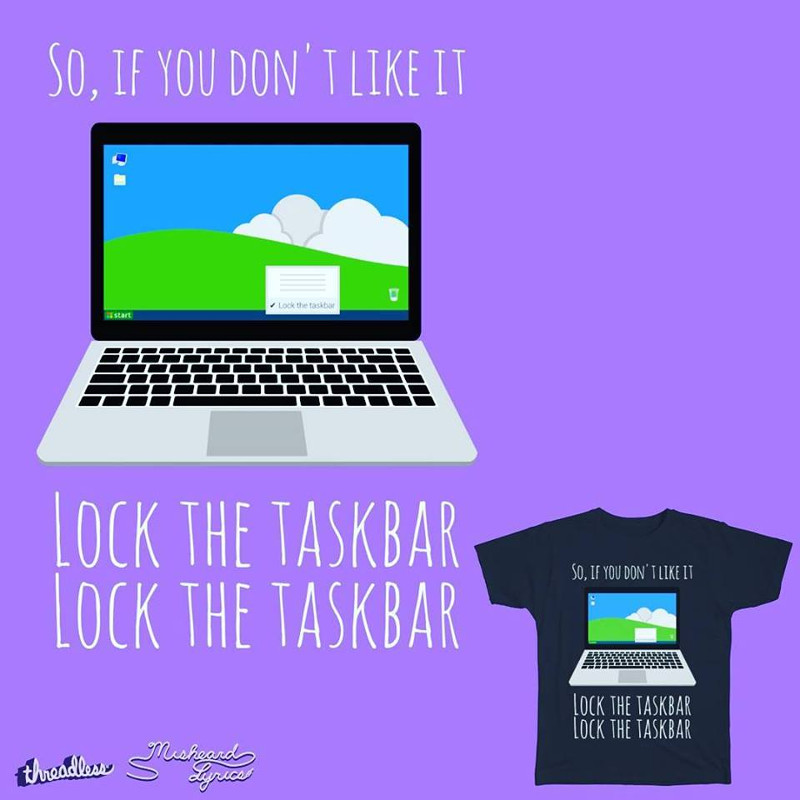 So, if you don't like it
Lock the taskbar
start
Lock the taskbar
Lock the taskbar
So, if you don't like it
Lock the taskbar
Lock the taskbar
threadless
Misheard
Lyrics